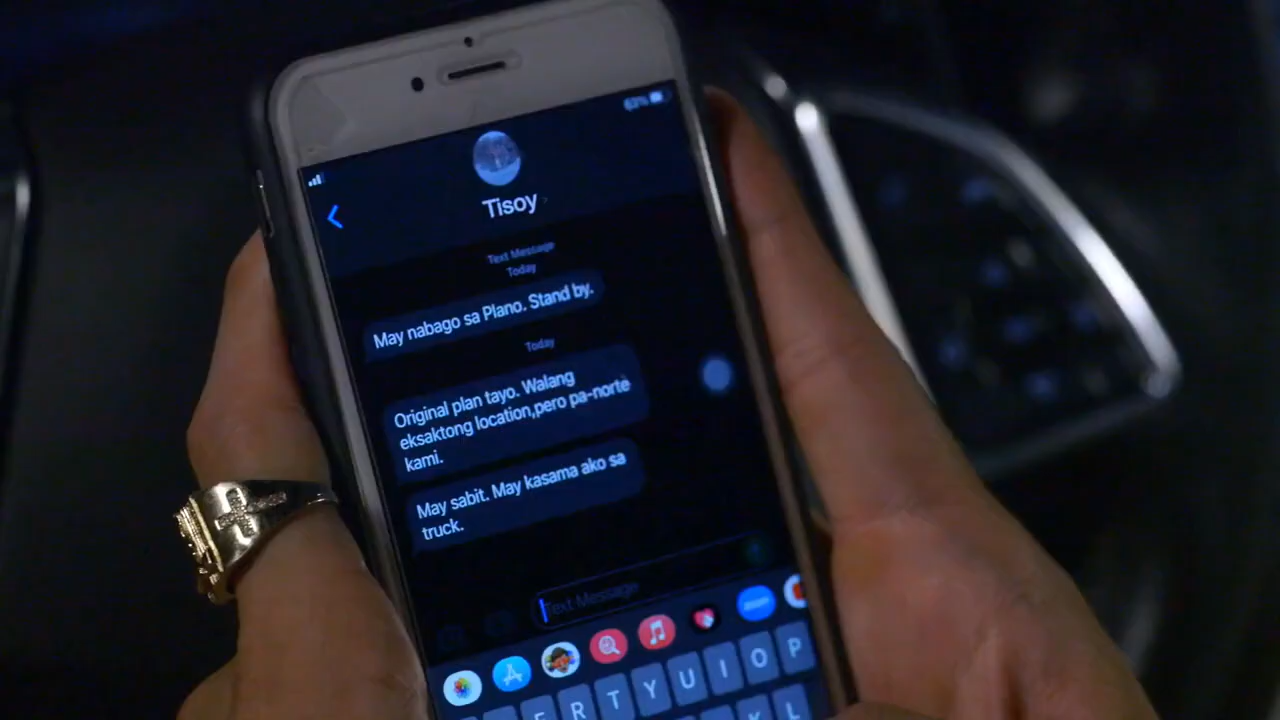 63%
Tisoy
Text Message
Today
May nabago sa Plano. Stand by.
Today
Original plan tayo. Walang
eksaktong location,pero pa-norte
kami.
May sabit. May kasama ako sa
truck.
Text Message
E R T Y U I O P
K L